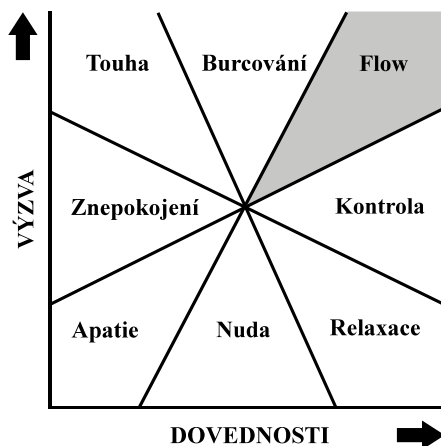 Touha
Burcování
Flow
Znepokojení
Kontrola
Apatie
Nuda
Relaxace
VÝZVA
DOVEDNOSTI